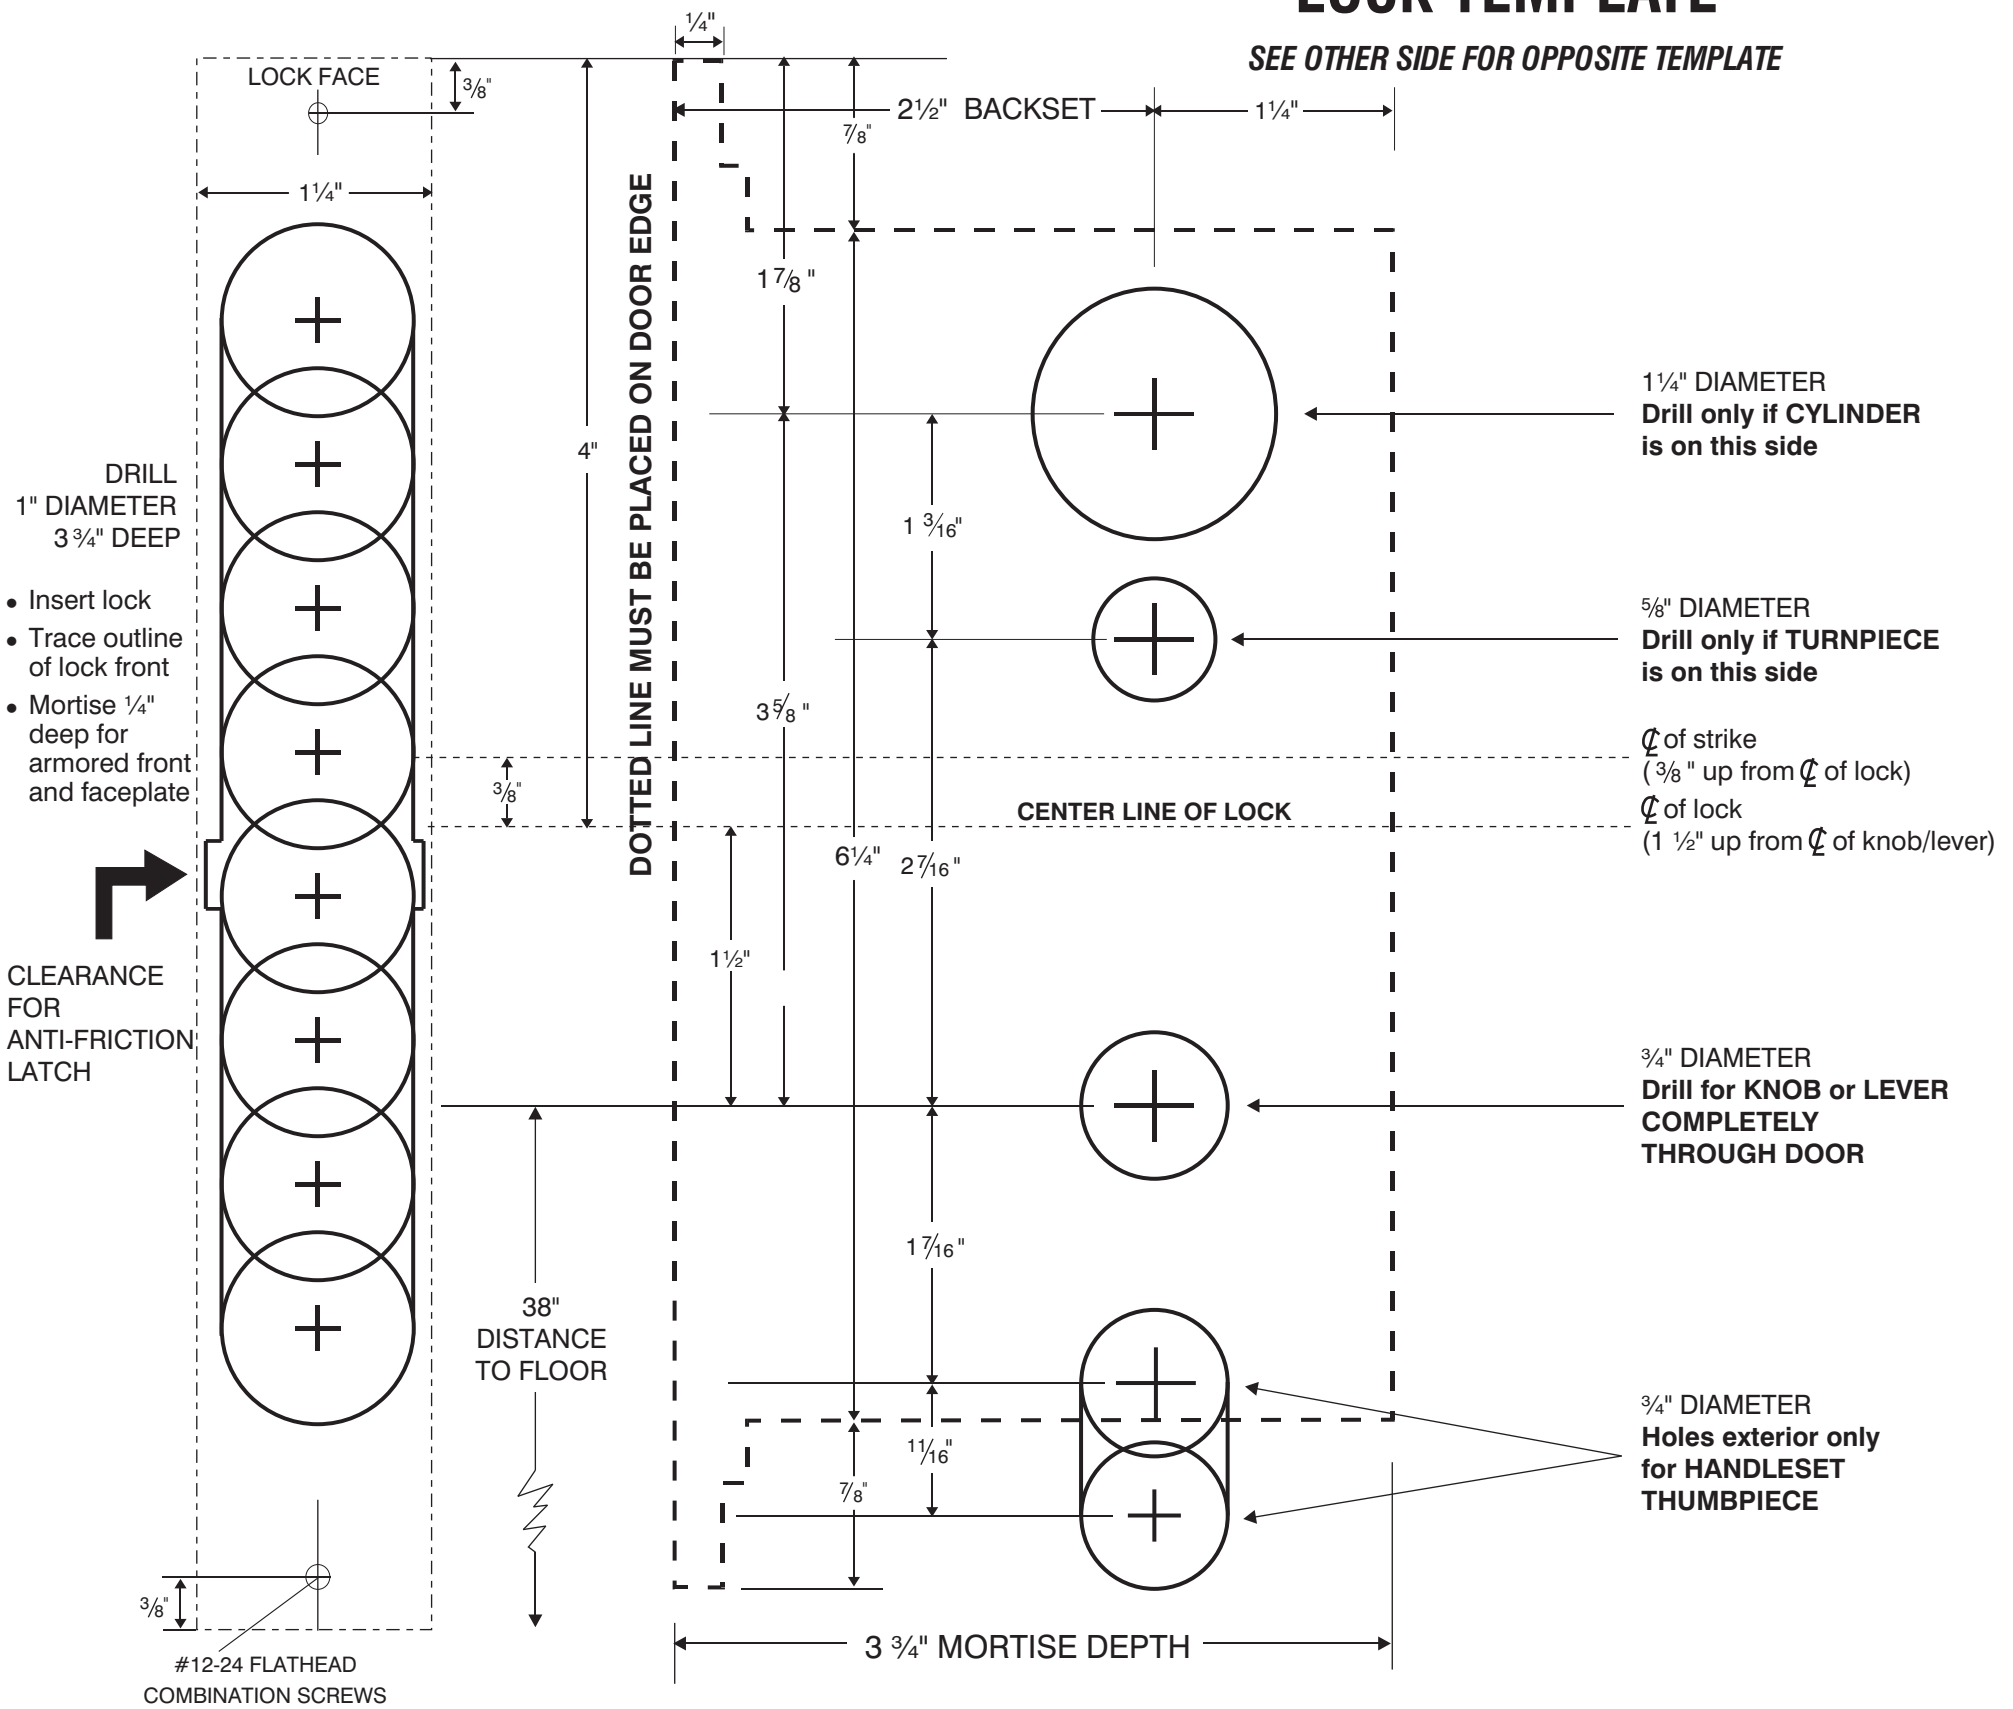 LOCK TEMPLATE
SEE OTHER SIDE FOR OPPOSITE TEMPLATE
¼"
LOCK FACE
3/8"
2½" BACKSET
1¼"
7/8"
1¼"
DOTTED LINE MUST BE PLACED ON DOOR EDGE
1 7/8 "
1¼" DIAMETER
Drill only if CYLINDER
is on this side
4"
DRILL
1" DIAMETER
3 ¾" DEEP
1 3/16"
• Insert lock
• Trace outline
of lock front
• Mortise ¼"
deep for
armored front
and faceplate
5/8" DIAMETER
Drill only if TURNPIECE
is on this side
3 5/8 "
℄ of strike
( 3/8 " up from ℄ of lock)
3/8"
CENTER LINE OF LOCK
℄ of lock
(1 ½" up from ℄ of knob/lever)
6¼"
2 7/16"
1½"
CLEARANCE
FOR
ANTI-FRICTION
LATCH
¾" DIAMETER
Drill for KNOB or LEVER
COMPLETELY
THROUGH DOOR
1 7/16"
38"
DISTANCE
TO FLOOR
¾" DIAMETER
Holes exterior only
for HANDLESET
THUMBPIECE
11/16"
7/8"
3/8"
3 ¾" MORTISE DEPTH
#12-24 FLATHEAD
COMBINATION SCREWS